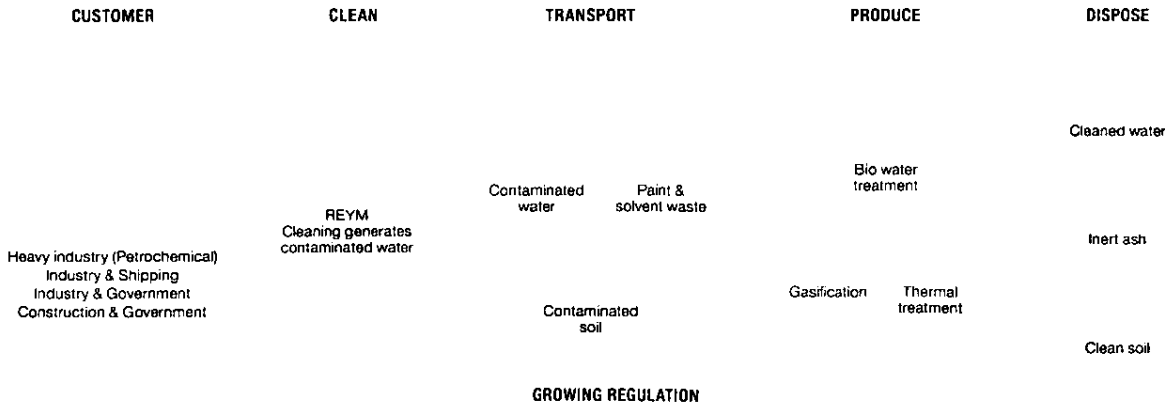 CUSTOMER
CLEAN
TRANSPORT
PRODUCE
DISPOSE
Cleaned water
Bio water
treatment
Contaminated
water
Paint &
solvent waste
REYM
Cleaning generates
contaminated water
Inert ash
Heavy industry (Petrochemical)
Industry & Shipping
Industry & Government
Construction & Government
Gasification
Thermal
treatment
Contaminated
soil
Clean soil
GROWING REGULATION